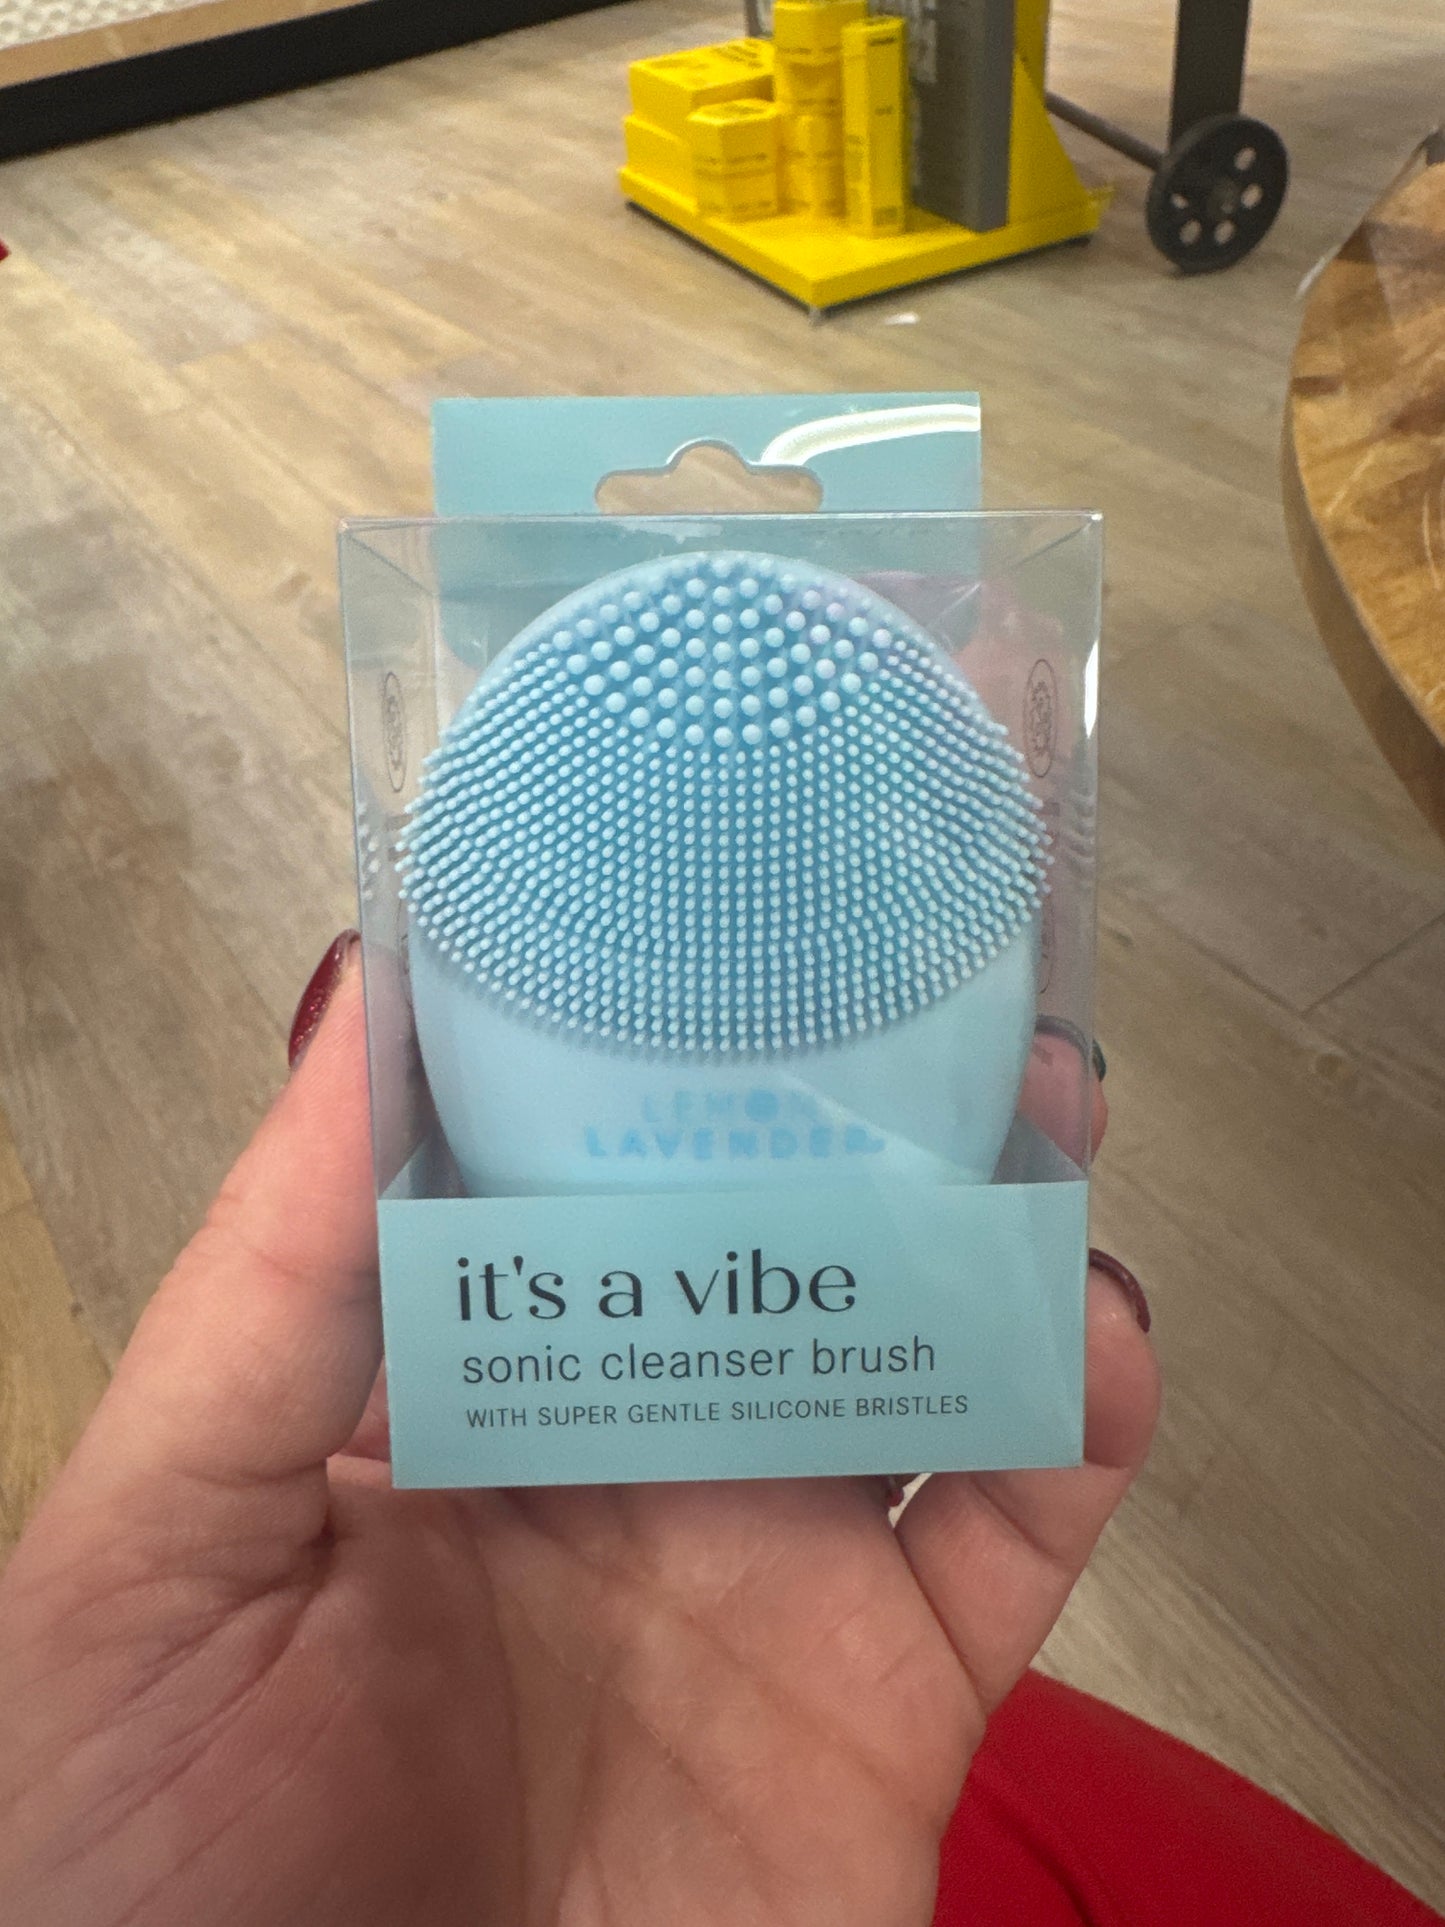 LEMON
LAVENDER
it's a vibe
sonic cleanser brush
WITH SUPER GENTLE SILICONE BRISTLES